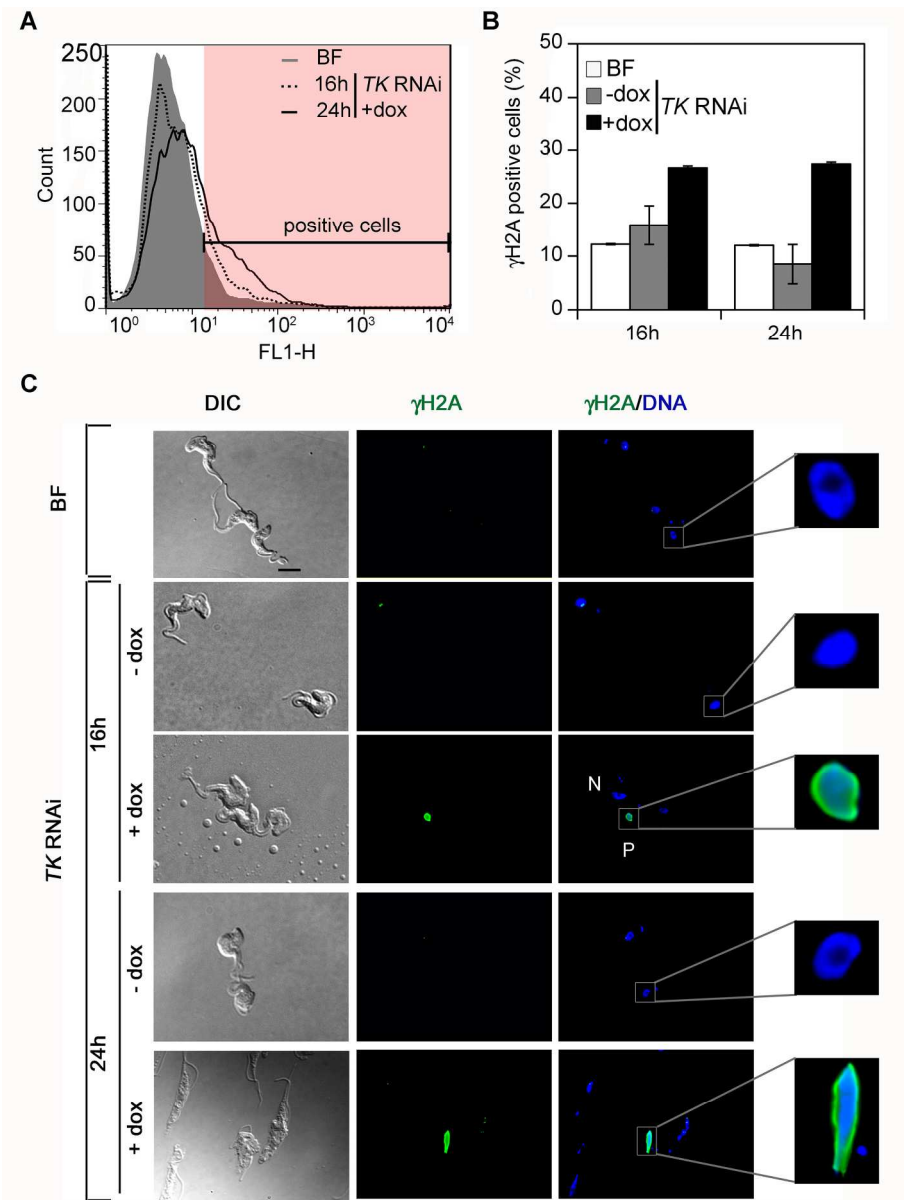 A
250
200
150
100
50
0
Count
10⁰ 10¹ 10² 10³ 10⁴
FL1-H
BF
16h
24h
TK RNAi
+dox
positive cells
B
50
40
30
20
10
0
γH2A positive cells (%)
BF
-dox
+dox
TK RNAi
16h 24h
C
DIC γH2A γH2A/DNA
BF
TK RNAi
16h
- dox
+ dox
N
P
24h
- dox
+ dox